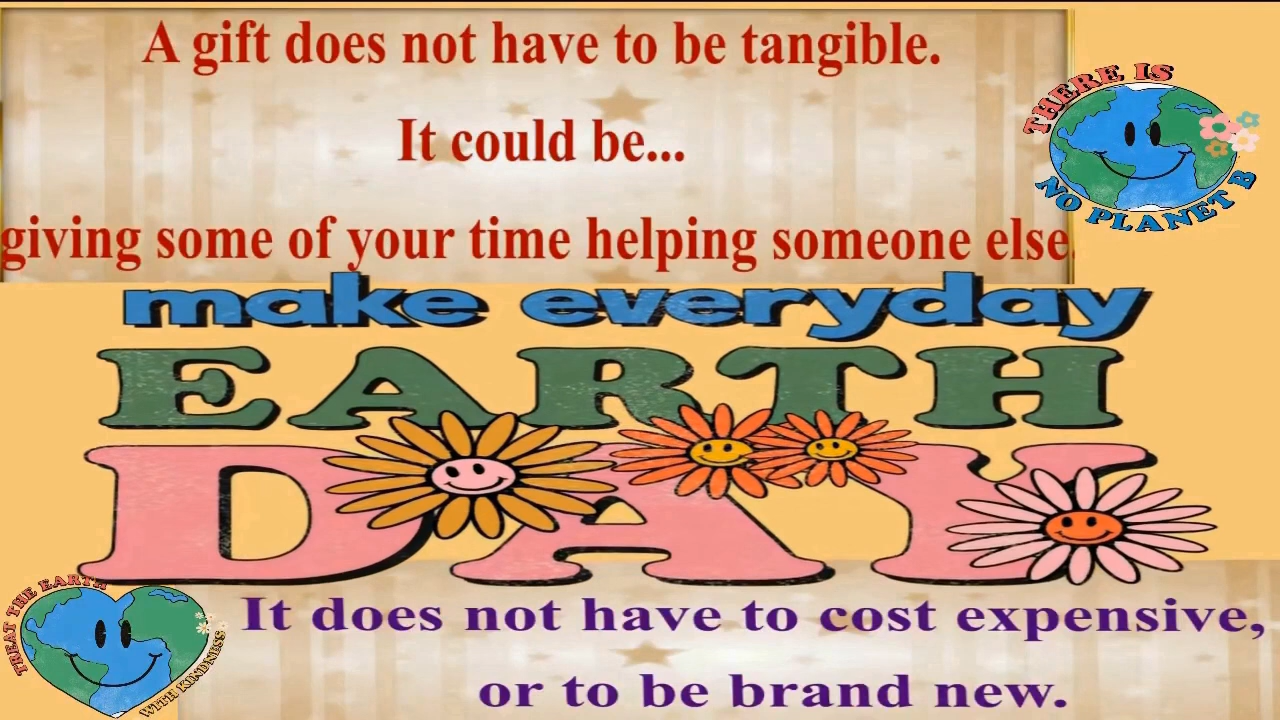 A gift does not have to be tangible.
It could be...
giving some of your time helping someone else.
THERE IS
NO PLANET B
make everyday
EARTH
DAY
TREAT THE EARTH
WITH KINDNESS
It does not have to cost expensive,
or to be brand new.